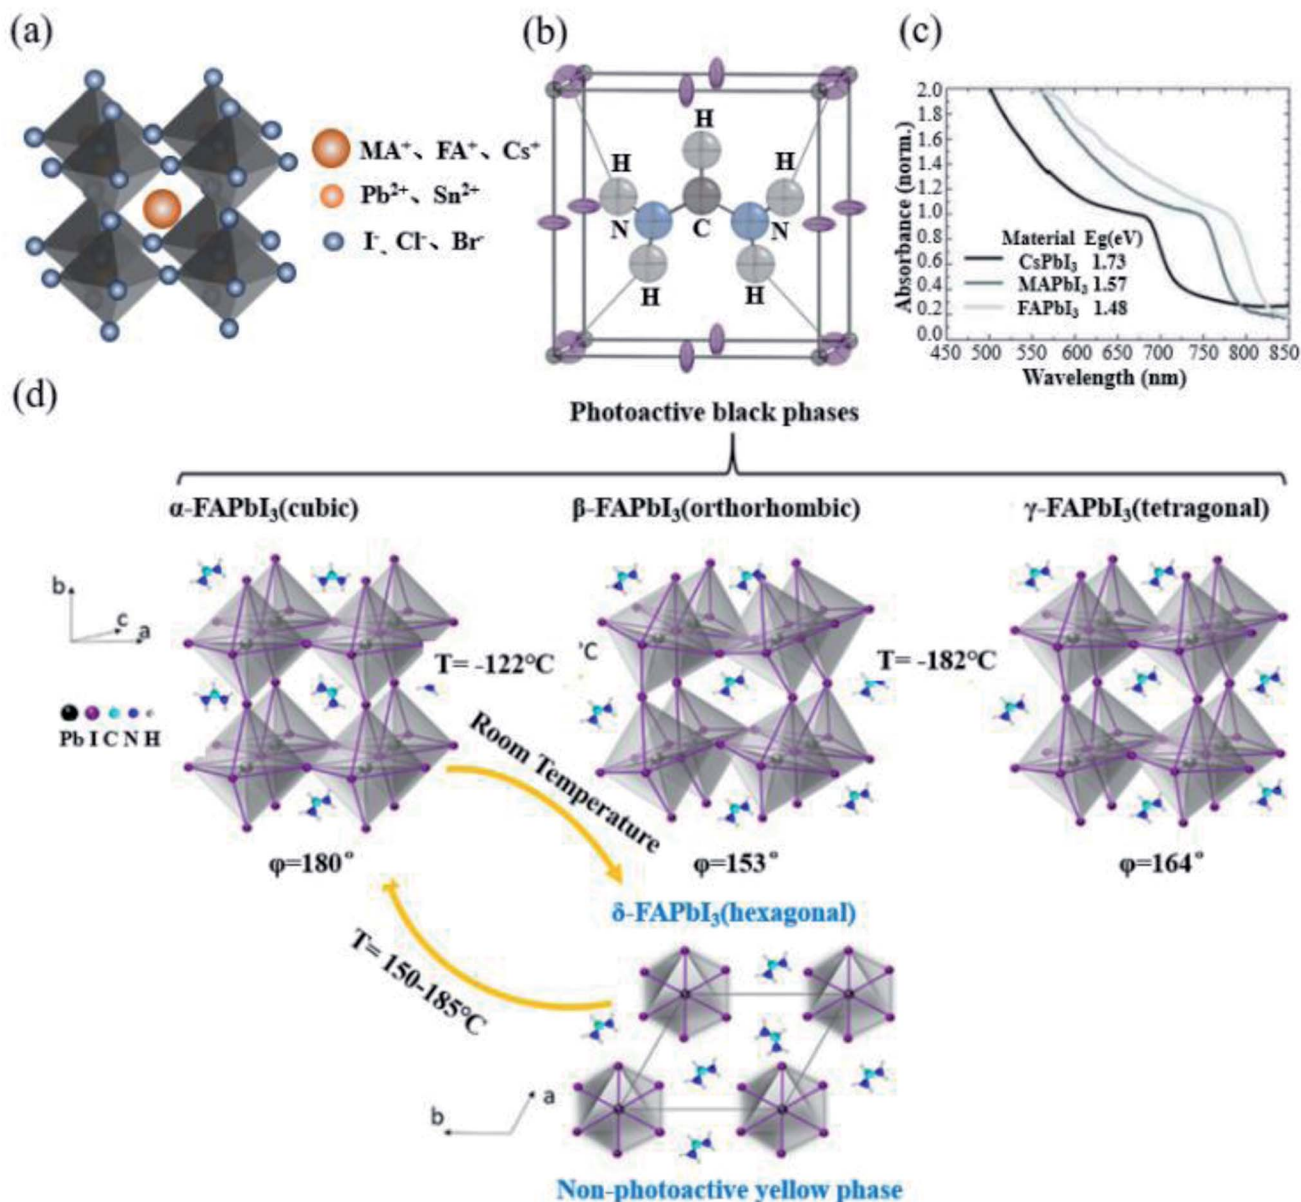 (a)
MA⁺、FA⁺、Cs⁺
Pb²⁺、Sn²⁺
I⁻、Cl⁻、Br⁻
(b)
H
H
H
N
C
N
H
H
(c)
Absorbance (norm.)
2.0
1.8
1.6
1.4
1.2
1.0
0.8
0.6
0.4
0.2
0.0
Material Eg(eV)
CsPbI₃ 1.73
MAPbI₃ 1.57
FAPbI₃ 1.48
450 500 550 600 650 700 750 800 850
Wavelength (nm)
(d)
Photoactive black phases
α-FAPbI₃(cubic)
β-FAPbI₃(orthorhombic)
γ-FAPbI₃(tetragonal)
b
c
a
T= -122℃
'C
T= -182℃
Pb I C N H
Room Temperature
φ=180°
φ=153°
φ=164°
δ-FAPbI₃(hexagonal)
T= 150-185℃
b
a
Non-photoactive yellow phase